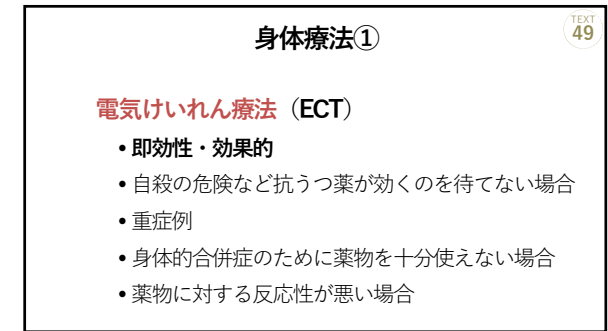 身体療法①
TEXT
49
電気けいれん療法（ECT）
•即効性・効果的
•自殺の危険など抗うつ薬が効くのを待てない場合
•重症例
•身体的合併症のために薬物を十分使えない場合
•薬物に対する反応性が悪い場合